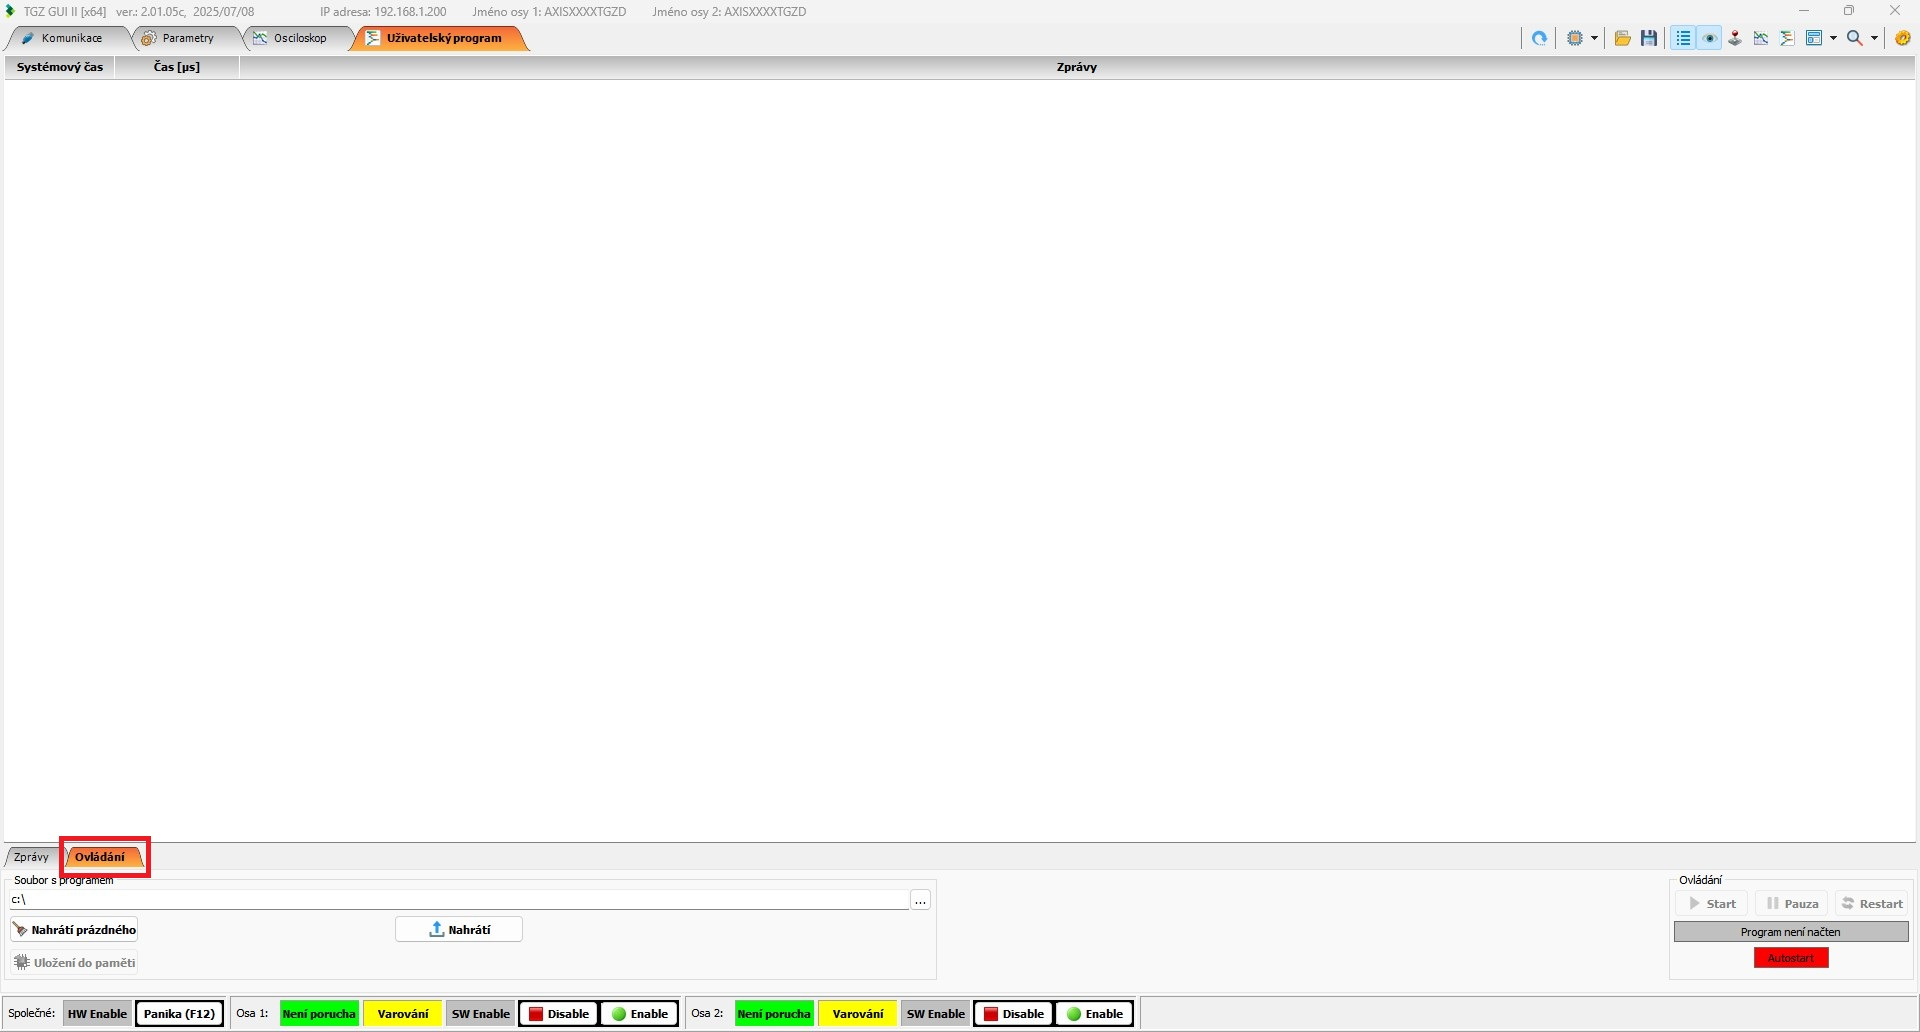 TGZ GUI II [x64] ver.: 2.01.05c, 2025/07/08 IP adresa: 192.168.1.200 Jméno osy 1: AXISXXXXTGZD Jméno osy 2: AXISXXXXTGZD
Komunikace Parametry Osciloskop Uživatelský program
Systémový čas Čas [µs] Zprávy
Zprávy Ovládání
Soubor s programem Ovládání
c:\ ...
Start Pauza Restart
Nahrátí prázdného Nahrátí
Program není načten
Uložení do paměti
Autostart
Společné: HW Enable Panika (F12) Osa 1: Není porucha Varování SW Enable Disable Enable Osa 2: Není porucha Varování SW Enable Disable Enable